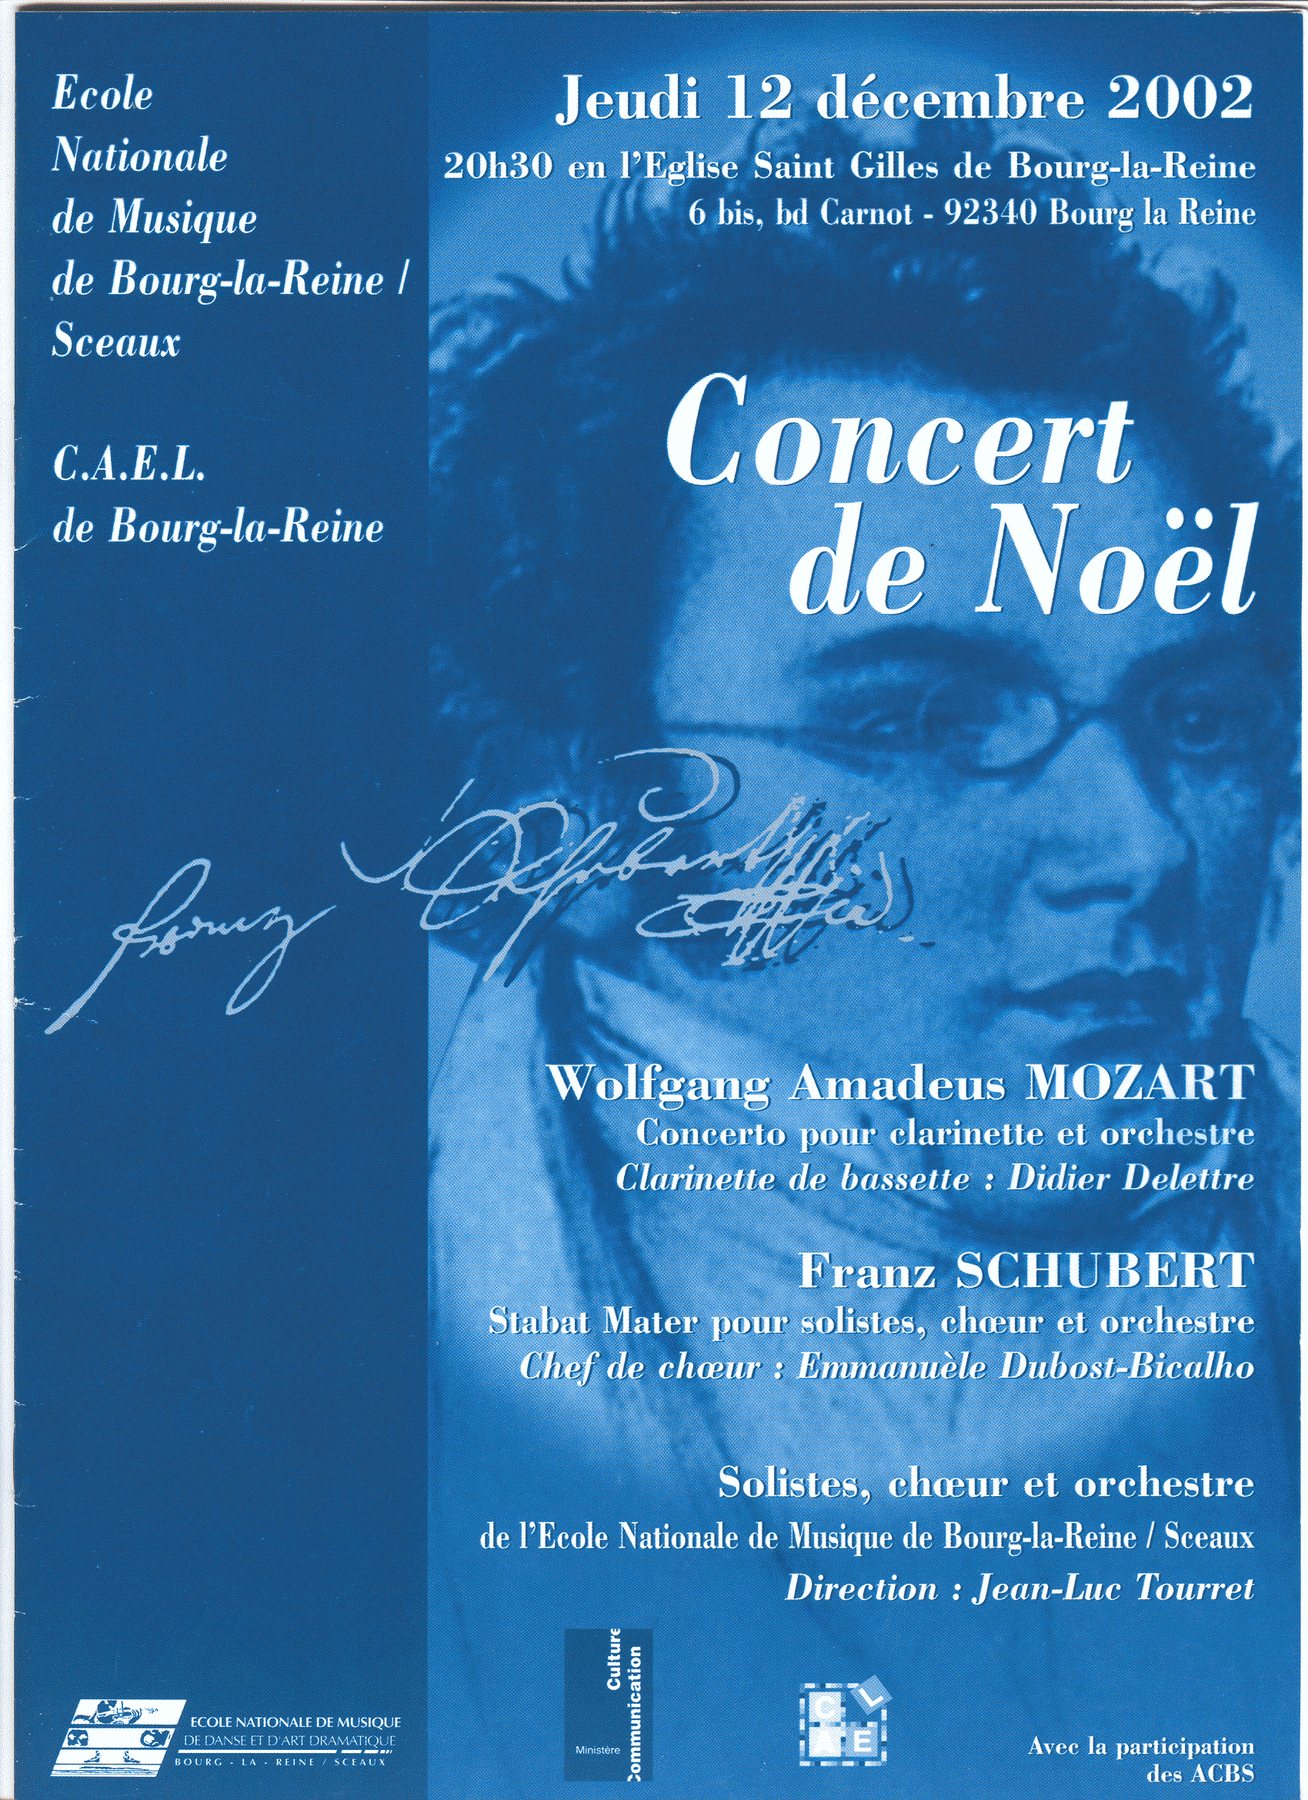 Ecole
Nationale
de Musique
de Bourg-la-Reine /
Sceaux
C.A.E.L.
de Bourg-la-Reine
Jeudi 12 décembre 2002
20h30 en l'Eglise Saint Gilles de Bourg-la-Reine
6 bis, bd Carnot - 92340 Bourg la Reine
Concert
de Noël
Franz Schubert
Wolfgang Amadeus MOZART
Concerto pour clarinette et orchestre
Clarinette de bassette : Didier Delettre
Franz SCHUBERT
Stabat Mater pour solistes, chœur et orchestre
Chef de chœur : Emmanuèle Dubost-Bicalho
Solistes, chœur et orchestre
de l'Ecole Nationale de Musique de Bourg-la-Reine / Sceaux
Direction : Jean-Luc Tourret
ECOLE NATIONALE DE MUSIQUE
DE DANSE ET D'ART DRAMATIQUE
BOURG - LA - REINE / SCEAUX
Culture
Communication
Ministère
C L
A E
Avec la participation
des ACBS